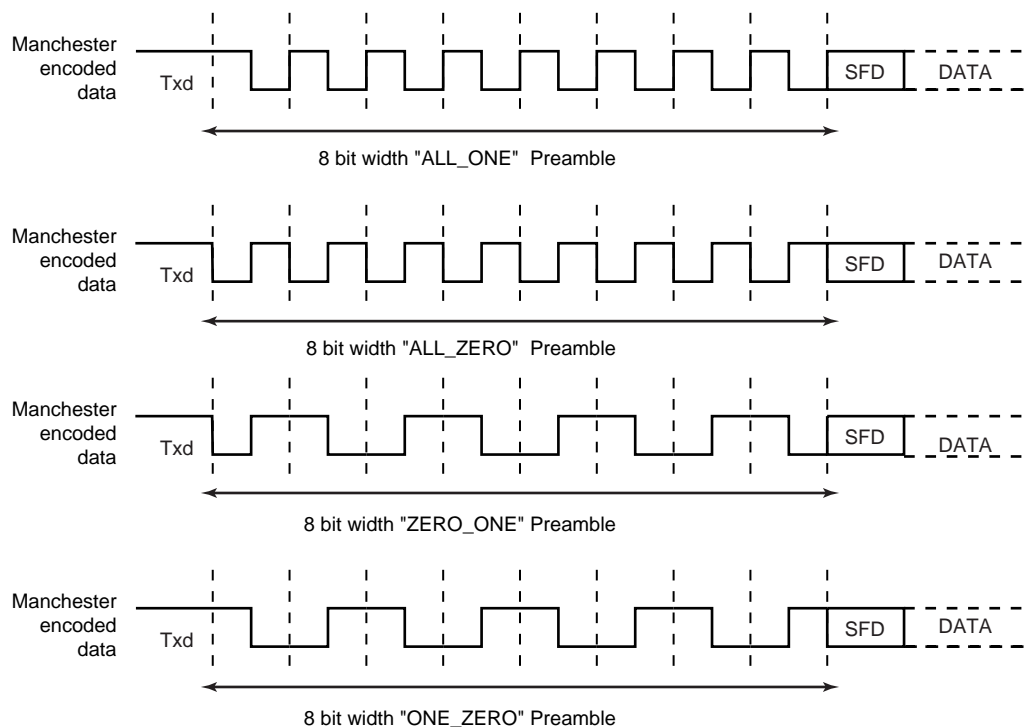 Manchester
encoded
data
Txd
SFD
DATA
8 bit width "ALL_ONE" Preamble
Manchester
encoded
data
Txd
SFD
DATA
8 bit width "ALL_ZERO" Preamble
Manchester
encoded
data
Txd
SFD
DATA
8 bit width "ZERO_ONE" Preamble
Manchester
encoded
data
Txd
SFD
DATA
8 bit width "ONE_ZERO" Preamble